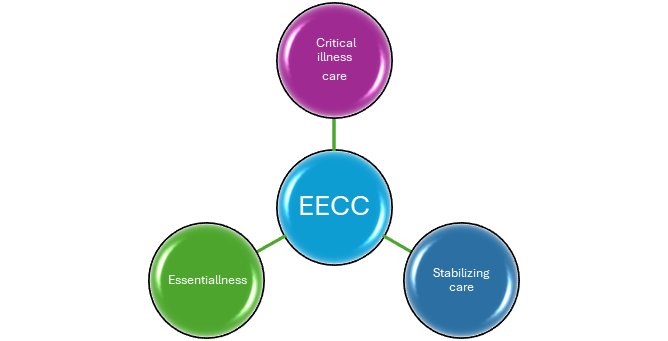 Critical
illness
care
EECC
Essentiallness
Stabilizing
care